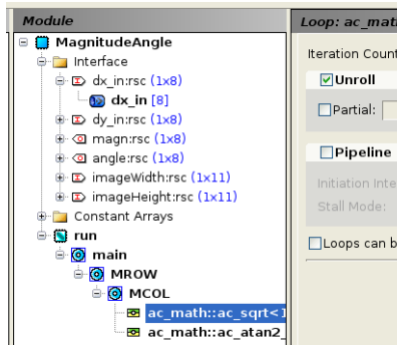 Module
MagnitudeAngle
Interface
dx_in:rsc (1x8)
dx_in [8]
dy_in:rsc (1x8)
magn:rsc (1x8)
angle:rsc (1x8)
imageWidth:rsc (1x11)
imageHeight:rsc (1x11)
Constant Arrays
run
main
MROW
MCOL
ac_math::ac_sqrt<
ac_math::ac_atan2_
Loop: ac_mat
Iteration Count
Unroll
Partial:
Pipeline
Initiation Inte
Stall Mode:
Loops can b